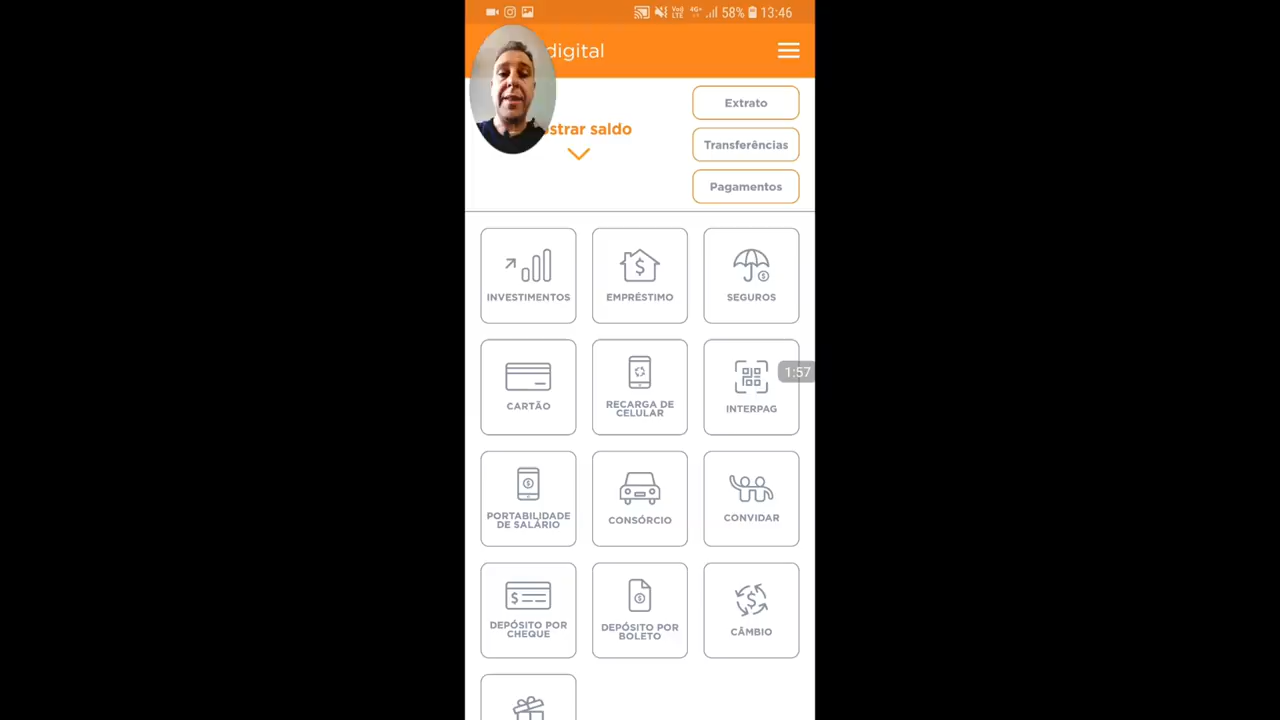 58% 13:46
digital
Extrato
ostrar saldo
Transferências
Pagamentos
INVESTIMENTOS
EMPRÉSTIMO
SEGUROS
1:57
CARTÃO
RECARGA DE
CELULAR
INTERPAG
PORTABILIDADE
DE SALÁRIO
CONSÓRCIO
CONVIDAR
DEPÓSITO POR
CHEQUE
DEPÓSITO POR
BOLETO
CÂMBIO